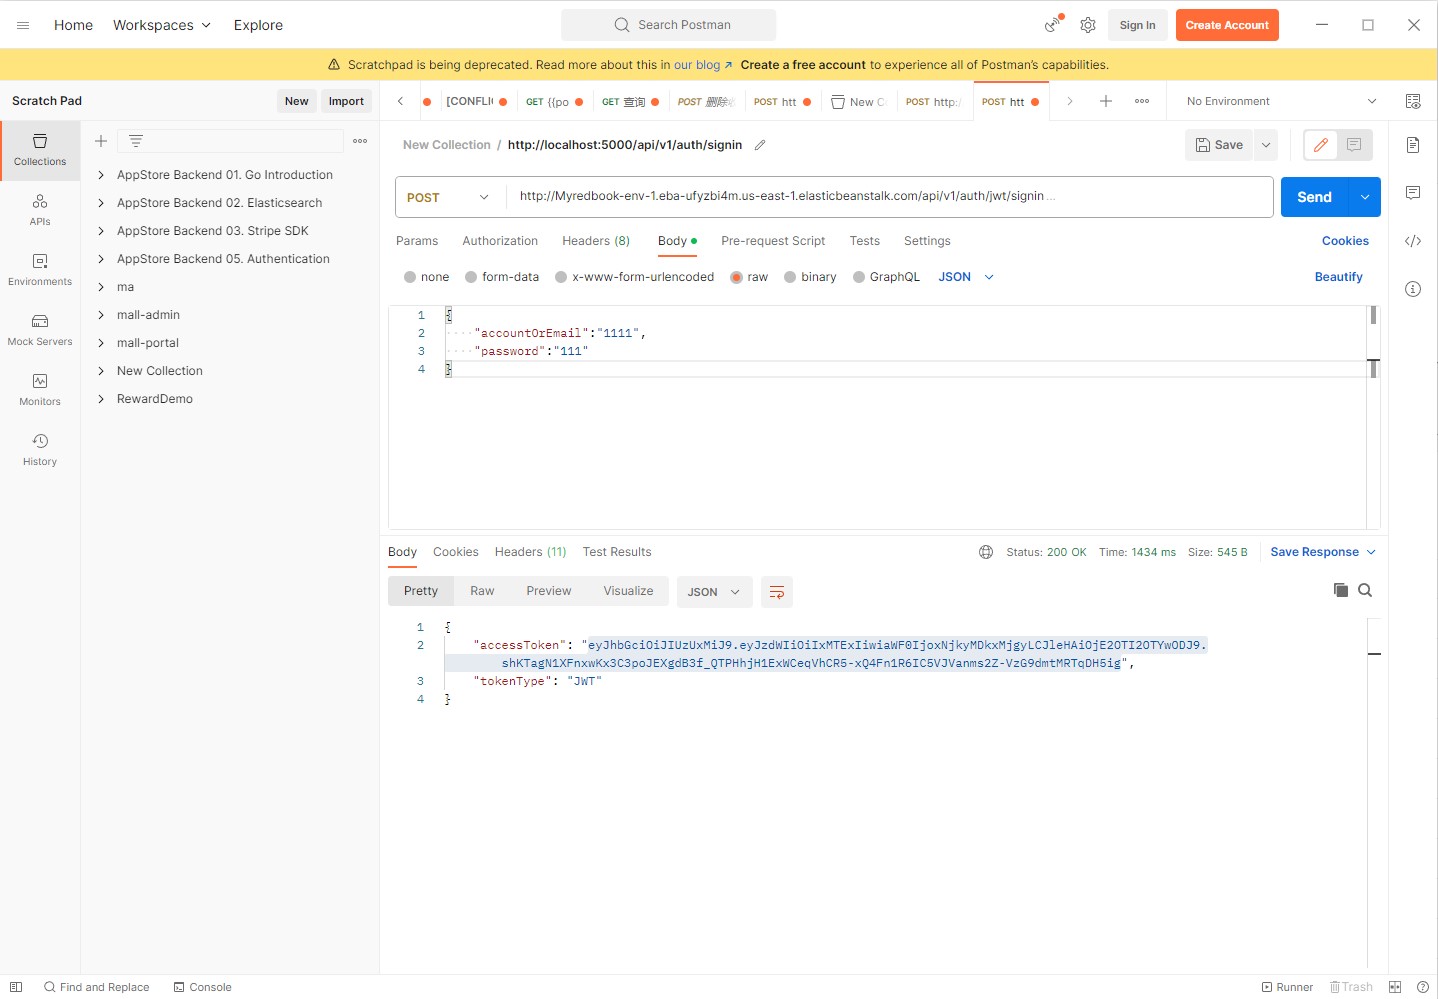 Home Workspaces Explore Search Postman Sign In Create Account
Scratchpad is being deprecated. Read more about this in our blog ↗ Create a free account to experience all of Postman's capabilities.
Scratch Pad New Import [CONFLI GET {{po GET 查询 POST 删除 POST htt New C POST http:/ POST htt No Environment
Collections
APIs
Environments
Mock Servers
Monitors
History
AppStore Backend 01. Go Introduction
AppStore Backend 02. Elasticsearch
AppStore Backend 03. Stripe SDK
AppStore Backend 05. Authentication
ma
mall-admin
mall-portal
New Collection
RewardDemo
New Collection / http://localhost:5000/api/v1/auth/signin Save
POST http://Myredbook-env-1.eba-ufyzbi4m.us-east-1.elasticbeanstalk.com/api/v1/auth/jwt/signin... Send
Params Authorization Headers (8) Body Pre-request Script Tests Settings Cookies
none form-data x-www-form-urlencoded raw binary GraphQL JSON Beautify
1 {
2 "accountOrEmail":"1111",
3 "password":"111"
4 }
Body Cookies Headers (11) Test Results Status: 200 OK Time: 1434 ms Size: 545 B Save Response
Pretty Raw Preview Visualize JSON
1 {
2 "accessToken": "eyJhbGciOiJIUzUxMiJ9.eyJzdWIiOiIxMTExIiwiaWF0IjoxNjkyMDkxMjgyLCJleHAiOjE2OTI2OTYwODJ9.
shKTagN1XFnxwKx3C3poJEXgdB3f_QTPHhjH1ExWCeqVhCR5-xQ4Fn1R6IC5VJVanms2Z-VzG9dmtMRTqDH5ig",
3 "tokenType": "JWT"
4 }
Find and Replace Console Runner Trash